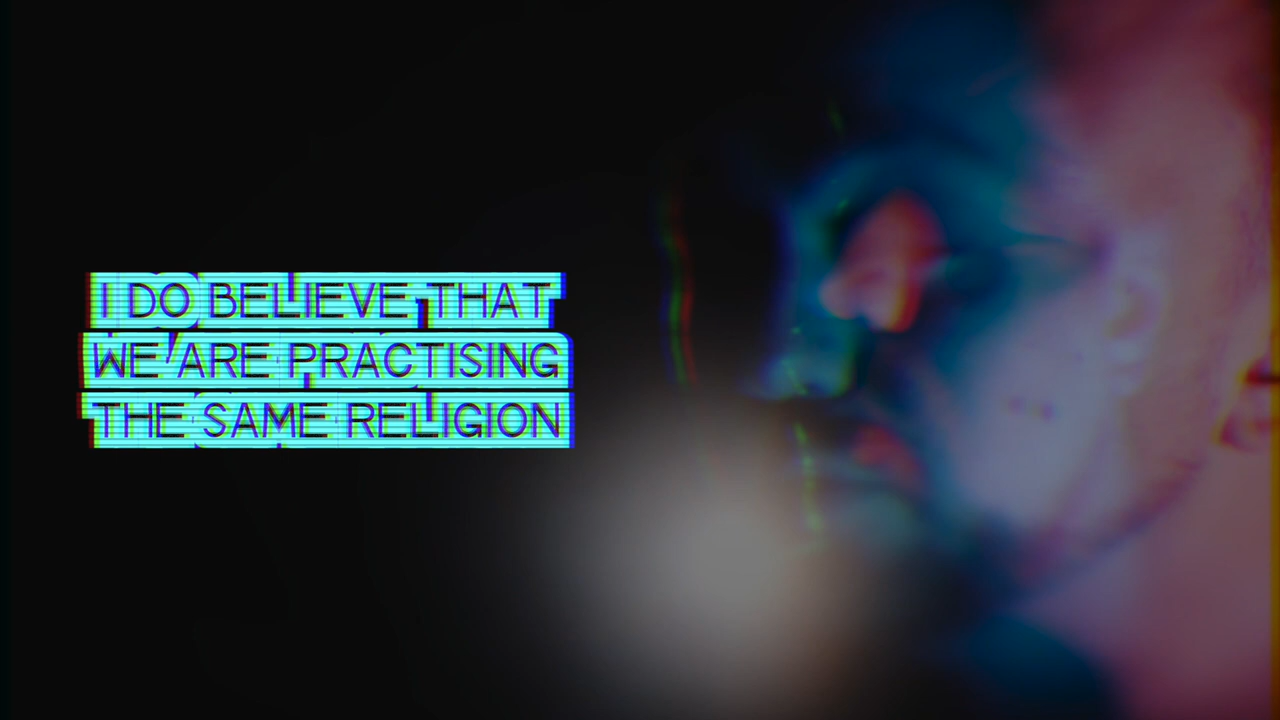 I DO BELIEVE THAT
WE ARE PRACTISING
THE SAME RELIGION